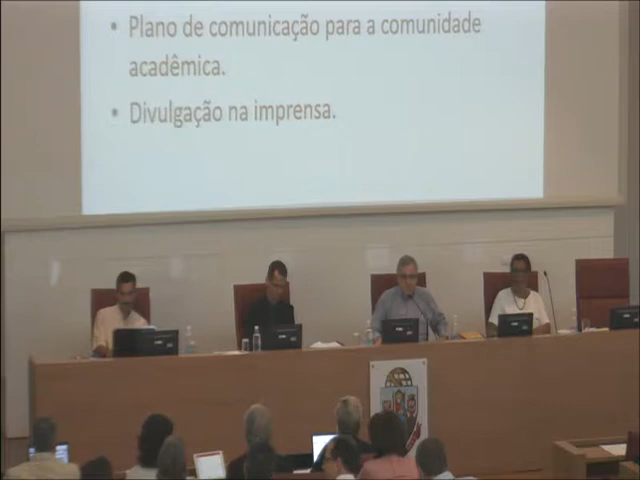 • Plano de comunicação para a comunidade
acadêmica.
• Divulgação na imprensa.